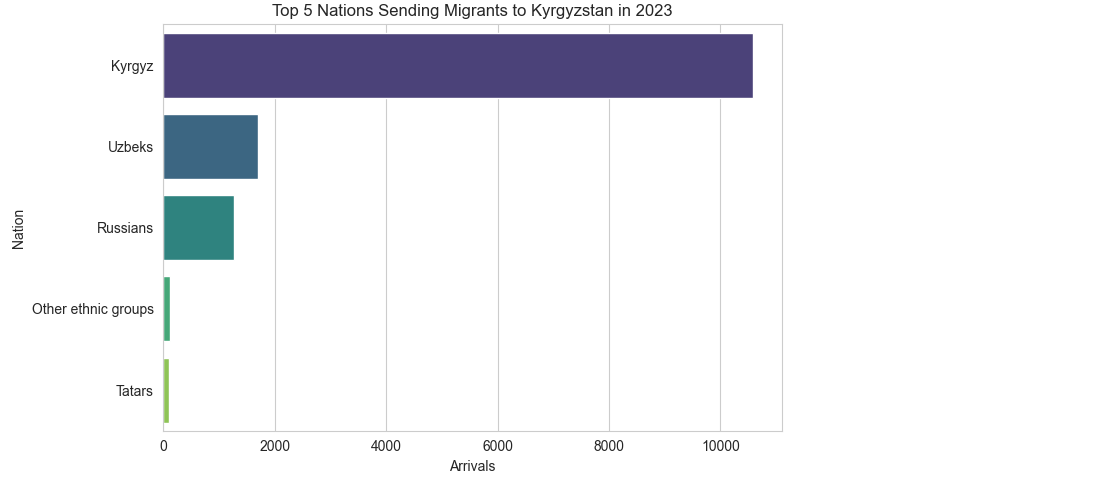 Top 5 Nations Sending Migrants to Kyrgyzstan in 2023
Nation
Kyrgyz
Uzbeks
Russians
Other ethnic groups
Tatars
0 2000 4000 6000 8000 10000
Arrivals